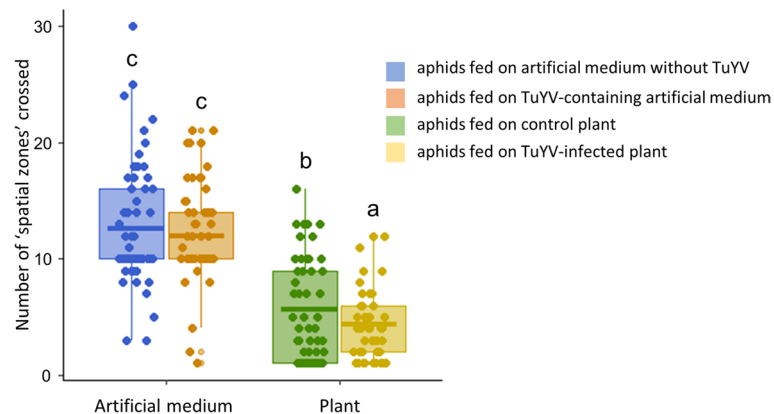 30
20
10
0
Number of 'spatial zones' crossed
c
c
b
a
aphids fed on artificial medium without TuYV
aphids fed on TuYV-containing artificial medium
aphids fed on control plant
aphids fed on TuYV-infected plant
Artificial medium
Plant